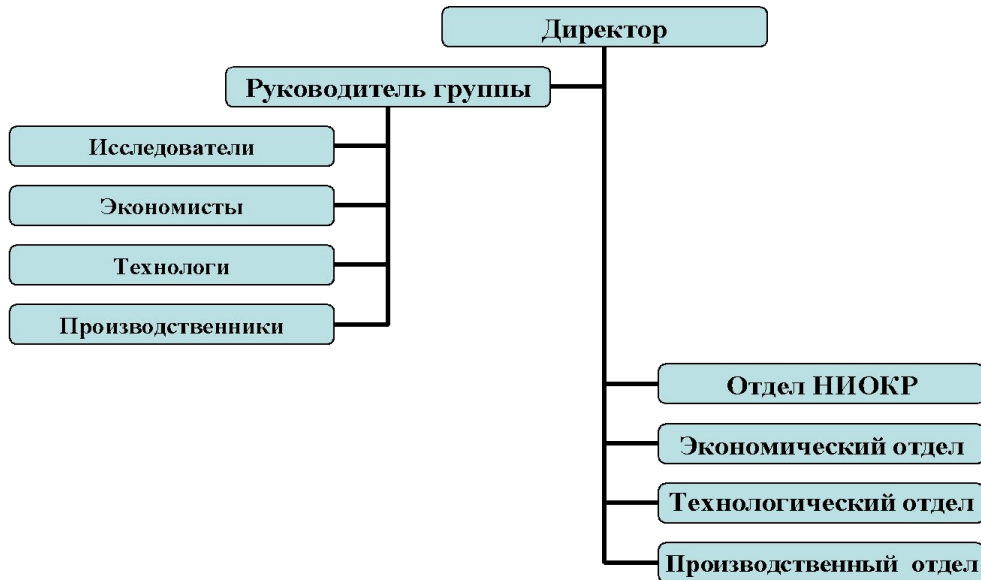 Директор
Руководитель группы
Исследователи
Экономисты
Технологи
Производственники
Отдел НИОКР
Экономический отдел
Технологический отдел
Производственный отдел